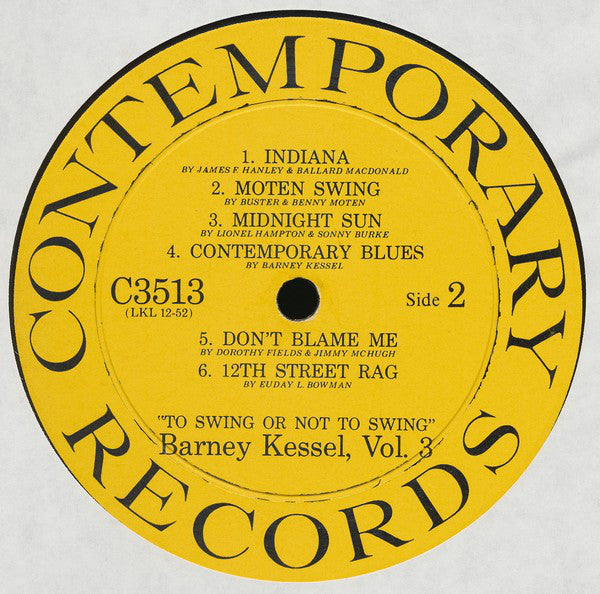 CONTEMPORARY
1. INDIANA
BY JAMES F. HANLEY & BALLARD MACDONALD
2. MOTEN SWING
BY BUSTER & BENNY MOTEN
3. MIDNIGHT SUN
BY LIONEL HAMPTON & SONNY BURKE
4. CONTEMPORARY BLUES
BY BARNEY KESSEL
C3513
(LKL 12-52)
Side 2
5. DON'T BLAME ME
BY DOROTHY FIELDS & JIMMY MCHUGH
6. 12TH STREET RAG
BY EUDAY L. BOWMAN
"TO SWING OR NOT TO SWING"
Barney Kessel, Vol. 3
RECORDS